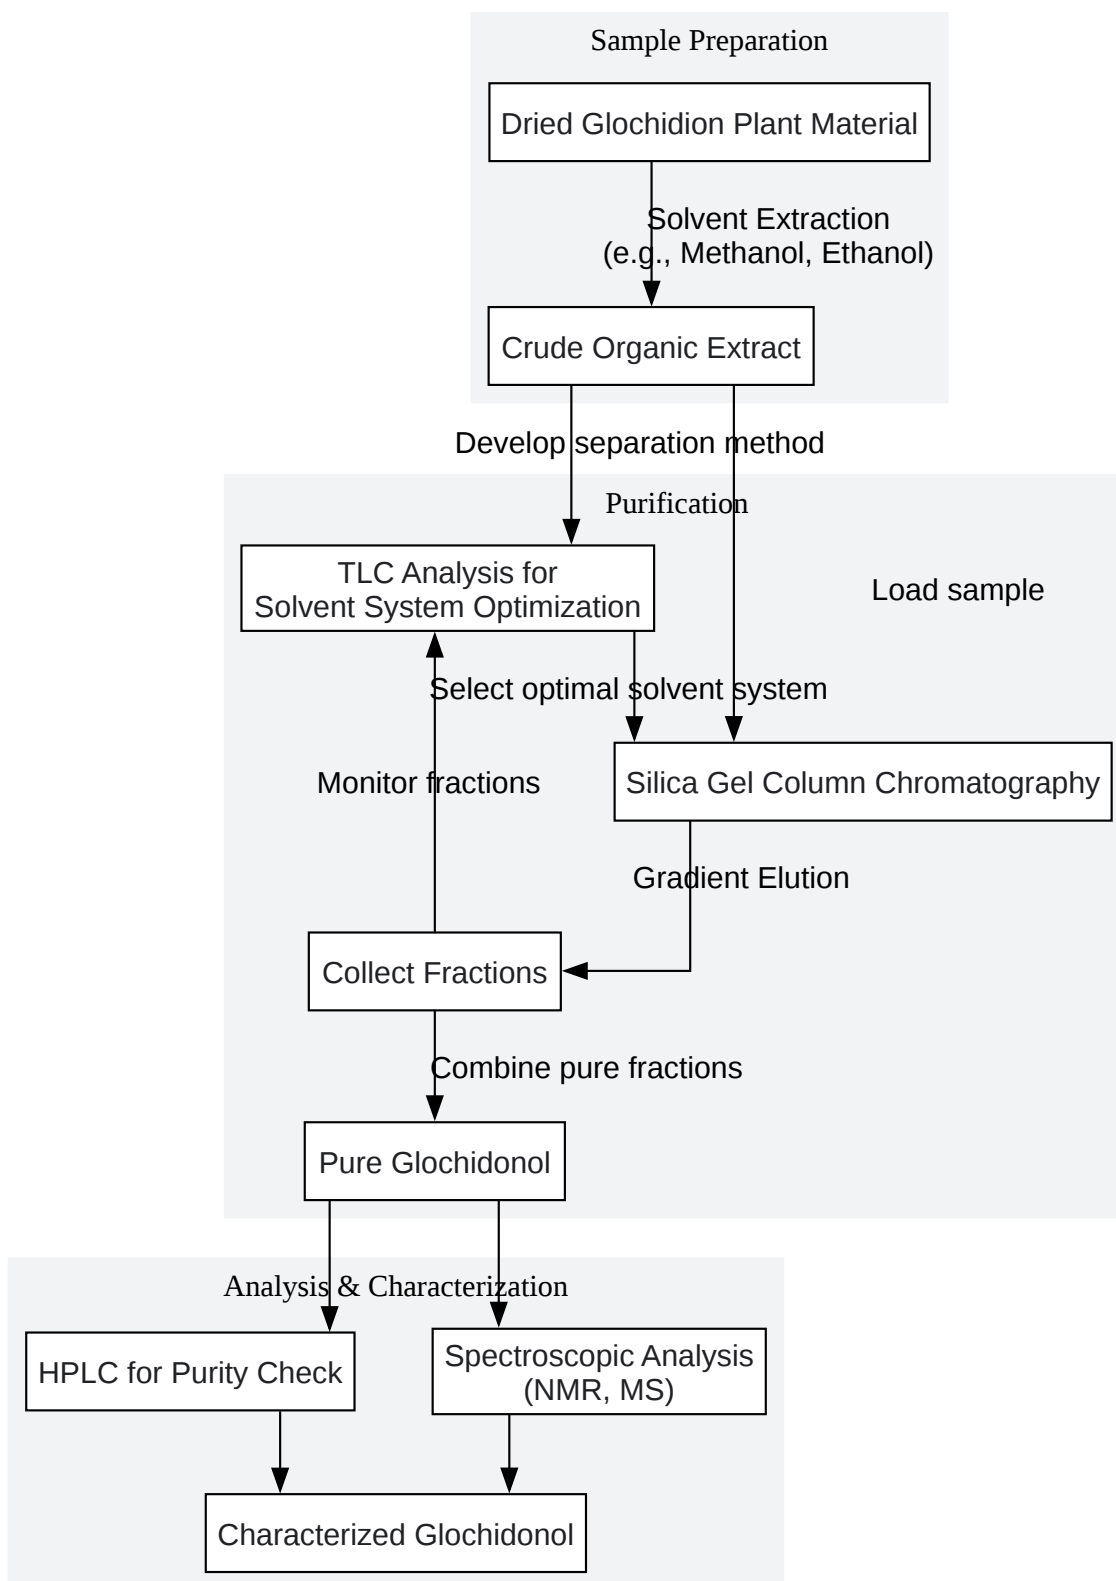 Sample Preparation
Dried Glochidion Plant Material
Solvent Extraction
(e.g., Methanol, Ethanol)
Crude Organic Extract
Develop separation method
Purification
TLC Analysis for
Solvent System Optimization
Load sample
Select optimal solvent system
Monitor fractions
Silica Gel Column Chromatography
Gradient Elution
Collect Fractions
Combine pure fractions
Pure Glochidonol
Analysis & Characterization
HPLC for Purity Check
Spectroscopic Analysis
(NMR, MS)
Characterized Glochidonol